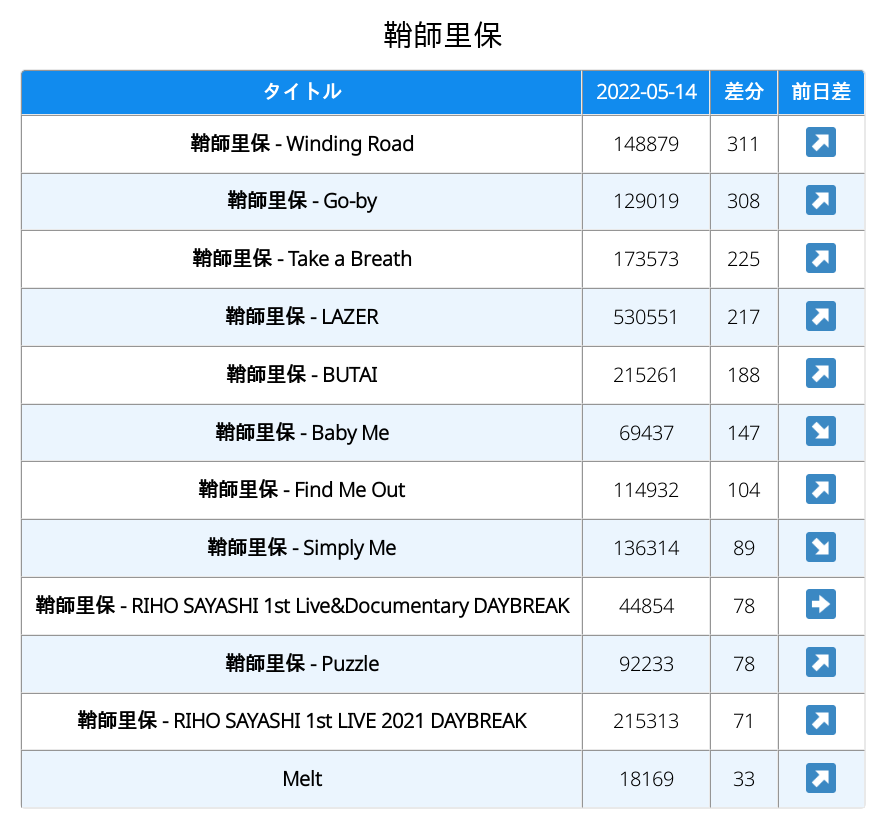 鞘師里保
タイトル 2022-05-14 差分 前日差
鞘師里保 - Winding Road 148879 311 ↗
鞘師里保 - Go-by 129019 308 ↗
鞘師里保 - Take a Breath 173573 225 ↗
鞘師里保 - LAZER 530551 217 ↗
鞘師里保 - BUTAI 215261 188 ↗
鞘師里保 - Baby Me 69437 147 ↘
鞘師里保 - Find Me Out 114932 104 ↗
鞘師里保 - Simply Me 136314 89 ↘
鞘師里保 - RIHO SAYASHI 1st Live&Documentary DAYBREAK 44854 78 ➡
鞘師里保 - Puzzle 92233 78 ↗
鞘師里保 - RIHO SAYASHI 1st LIVE 2021 DAYBREAK 215313 71 ↗
Melt 18169 33 ↗